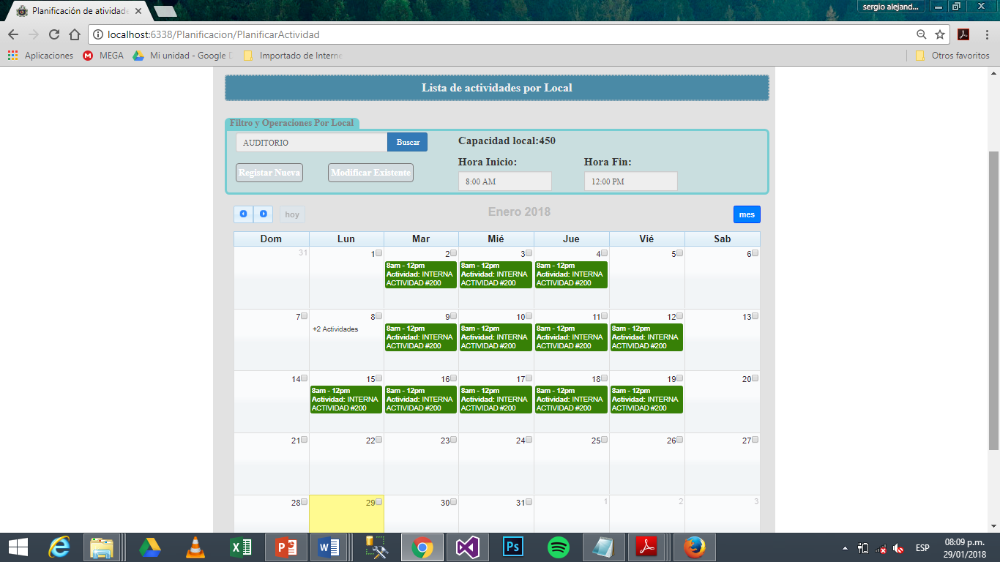 Planificación de atividade
sergio alejand...
localhost:6338/Planificacion/PlanificarActividad
Aplicaciones MEGA Mi unidad - Google D Importado de Interne Otros favoritos
Lista de actividades por Local
Filtro y Operaciones Por Local
AUDITORIO Buscar
Capacidad local:450
Registar Nueva Modificar Existente
Hora Inicio: Hora Fin:
8:00 AM 12:00 PM
hoy Enero 2018 mes
Dom Lun Mar Mié Jue Vié Sab
31 1 2 3 4 5 6
8am - 12pm 8am - 12pm 8am - 12pm
Actividad: INTERNA Actividad: INTERNA Actividad: INTERNA
ACTIVIDAD #200 ACTIVIDAD #200 ACTIVIDAD #200
7 8 9 10 11 12 13
+2 Actividades 8am - 12pm 8am - 12pm 8am - 12pm 8am - 12pm
Actividad: INTERNA Actividad: INTERNA Actividad: INTERNA Actividad: INTERNA
ACTIVIDAD #200 ACTIVIDAD #200 ACTIVIDAD #200 ACTIVIDAD #200
14 15 16 17 18 19 20
8am - 12pm 8am - 12pm 8am - 12pm 8am - 12pm 8am - 12pm
Actividad: INTERNA Actividad: INTERNA Actividad: INTERNA Actividad: INTERNA Actividad: INTERNA
ACTIVIDAD #200 ACTIVIDAD #200 ACTIVIDAD #200 ACTIVIDAD #200 ACTIVIDAD #200
21 22 23 24 25 26 27
28 29 30 31 1 2 3
ESP
08:09 p.m.
29/01/2018